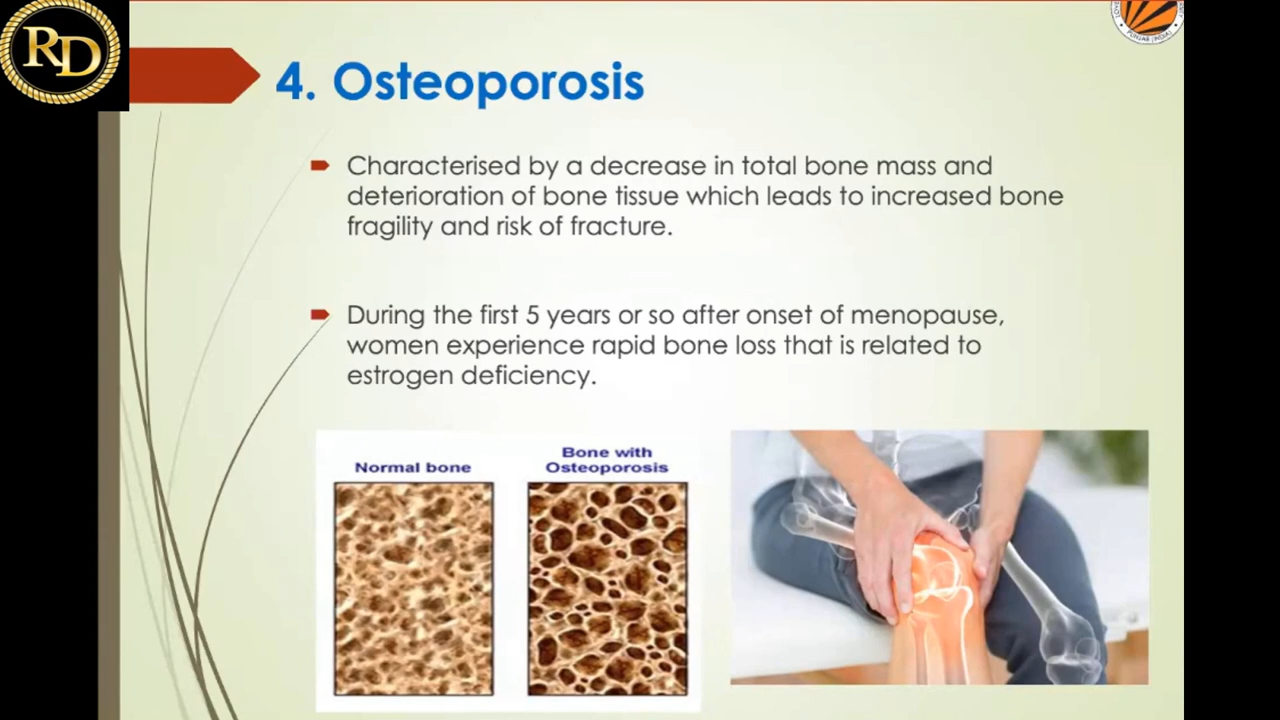 RD
4. Osteoporosis
Characterised by a decrease in total bone mass and
deterioration of bone tissue which leads to increased bone
fragility and risk of fracture.
During the first 5 years or so after onset of menopause,
women experience rapid bone loss that is related to
estrogen deficiency.
Normal bone
Bone with
Osteoporosis
PUNJAB (INDIA)